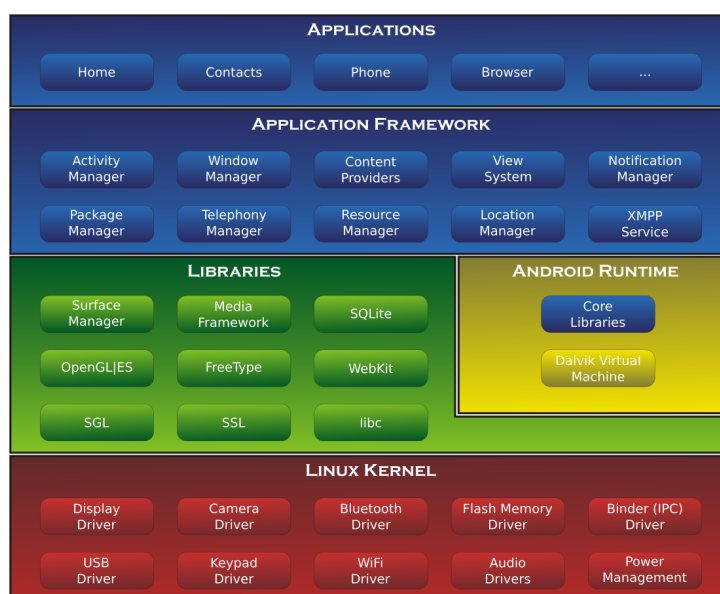 APPLICATIONS
Home
Contacts
Phone
Browser
...
APPLICATION FRAMEWORK
Activity
Manager
Window
Manager
Content
Providers
View
System
Notification
Manager
Package
Manager
Telephony
Manager
Resource
Manager
Location
Manager
XMPP
Service
LIBRARIES
Surface
Manager
Media
Framework
SQLite
OpenGL|ES
FreeType
WebKit
SGL
SSL
libc
ANDROID RUNTIME
Core
Libraries
Dalvik Virtual
Machine
LINUX KERNEL
Display
Driver
Camera
Driver
Bluetooth
Driver
Flash Memory
Driver
Binder (IPC)
Driver
USB
Driver
Keypad
Driver
WiFi
Driver
Audio
Drivers
Power
Management